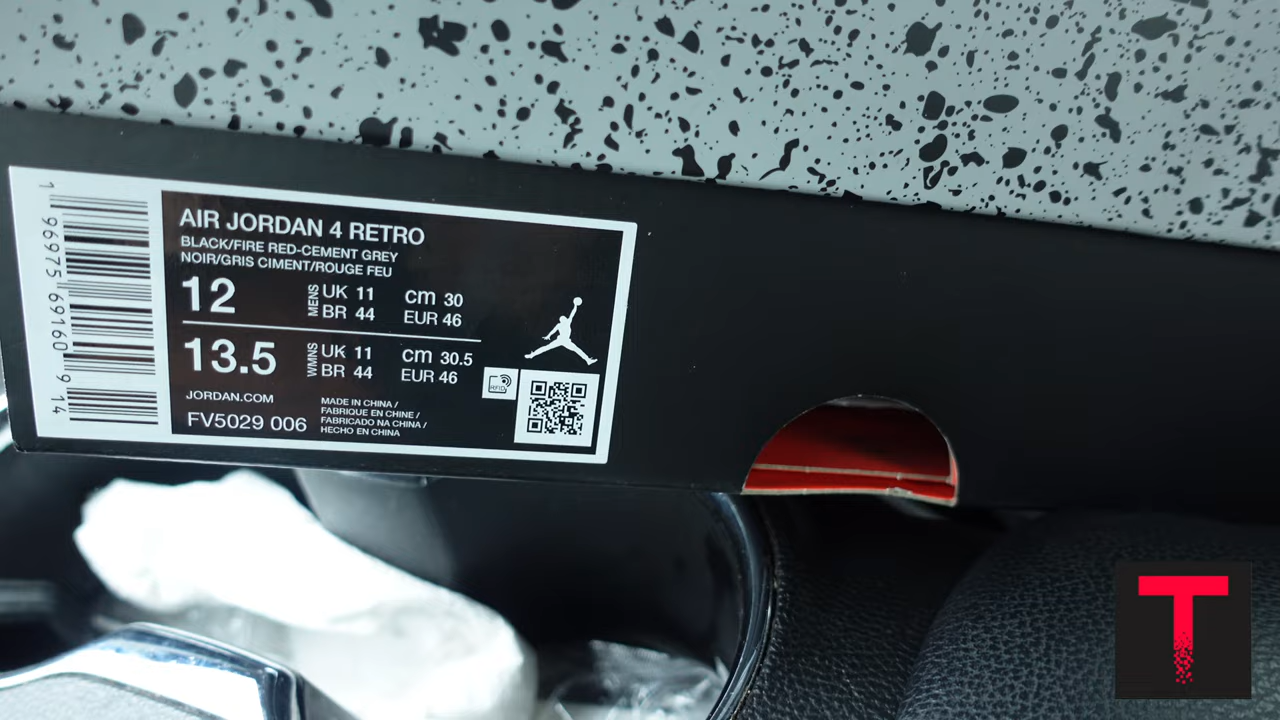 1 96975 69160 9 14
AIR JORDAN 4 RETRO
BLACK/FIRE RED-CEMENT GREY
NOIR/GRIS CIMENT/ROUGE FEU
12 MENS UK 11 cm 30
BR 44 EUR 46
13.5 WMNS UK 11 cm 30.5
BR 44 EUR 46
RFID
JORDAN.COM
FV5029 006
MADE IN CHINA /
FABRIQUE EN CHINE /
FABRICADO NA CHINA /
HECHO EN CHINA
T